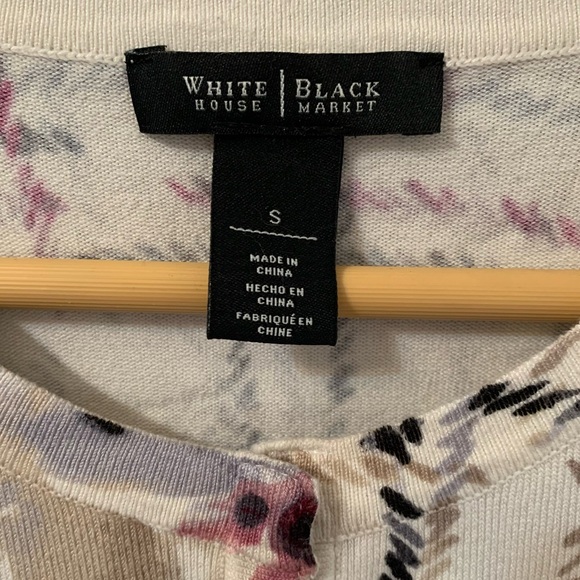 WHITE | BLACK
HOUSE | MARKET
S
MADE IN
CHINA
HECHO EN
CHINA
FABRIQUÉ EN
CHINE